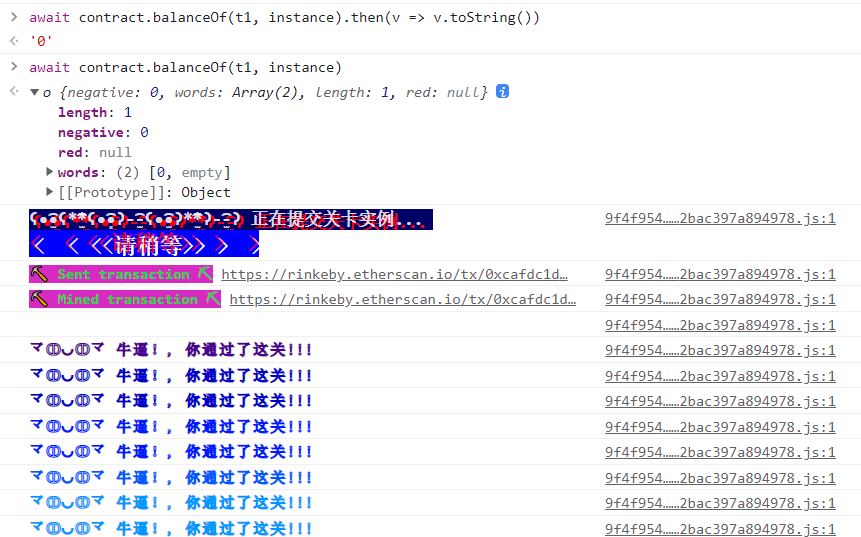 await contract.balanceOf(t1, instance).then(v => v.toString())
'0'
await contract.balanceOf(t1, instance)
o {negative: 0, words: Array(2), length: 1, red: null}
length: 1
negative: 0
red: null
words: (2) [0, empty]
[[Prototype]]: Object
正在提交关卡实例... 9f4f954……2bac397a894978.js:1
< < <<请稍等>> > >
Sent transaction https://rinkeby.etherscan.io/tx/0xcafdc1d… 9f4f954……2bac397a894978.js:1
Mined transaction https://rinkeby.etherscan.io/tx/0xcafdc1d… 9f4f954……2bac397a894978.js:1
9f4f954……2bac397a894978.js:1
牛逼!, 你通过了这关!!! 9f4f954……2bac397a894978.js:1
牛逼!, 你通过了这关!!! 9f4f954……2bac397a894978.js:1
牛逼!, 你通过了这关!!! 9f4f954……2bac397a894978.js:1
牛逼!, 你通过了这关!!! 9f4f954……2bac397a894978.js:1
牛逼!, 你通过了这关!!! 9f4f954……2bac397a894978.js:1
牛逼!, 你通过了这关!!! 9f4f954……2bac397a894978.js:1
牛逼!, 你通过了这关!!! 9f4f954……2bac397a894978.js:1
牛逼!, 你通过了这关!!! 9f4f954……2bac397a894978.js:1